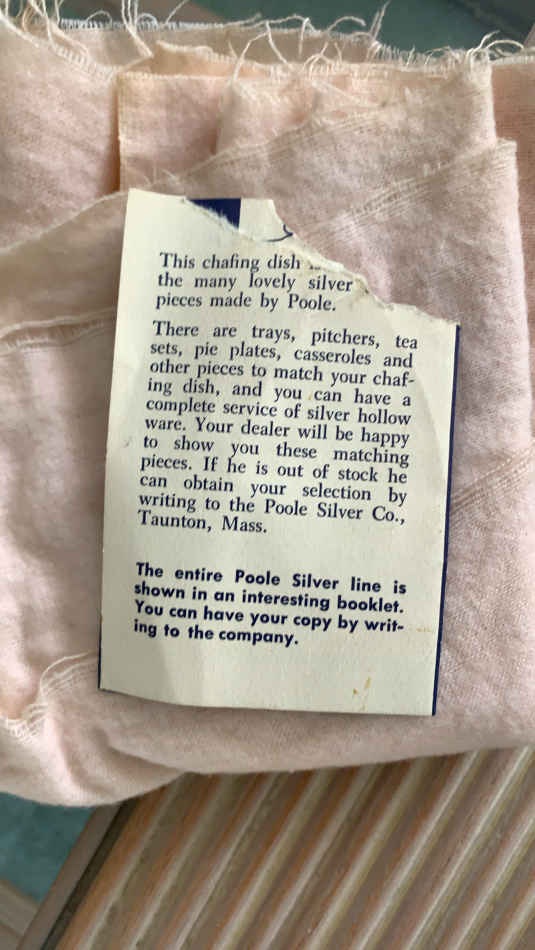 This chafing dish
the many lovely silver
pieces made by Poole.
There are trays, pitchers, tea
sets, pie plates, casseroles and
other pieces to match your chaf-
ing dish, and you can have a
complete service of silver hollow
ware. Your dealer will be happy
to show you these matching
pieces. If he is out of stock he
can obtain your selection by
writing to the Poole Silver Co.,
Taunton, Mass.
The entire Poole Silver line is
shown in an interesting booklet.
You can have your copy by writ-
ing to the company.